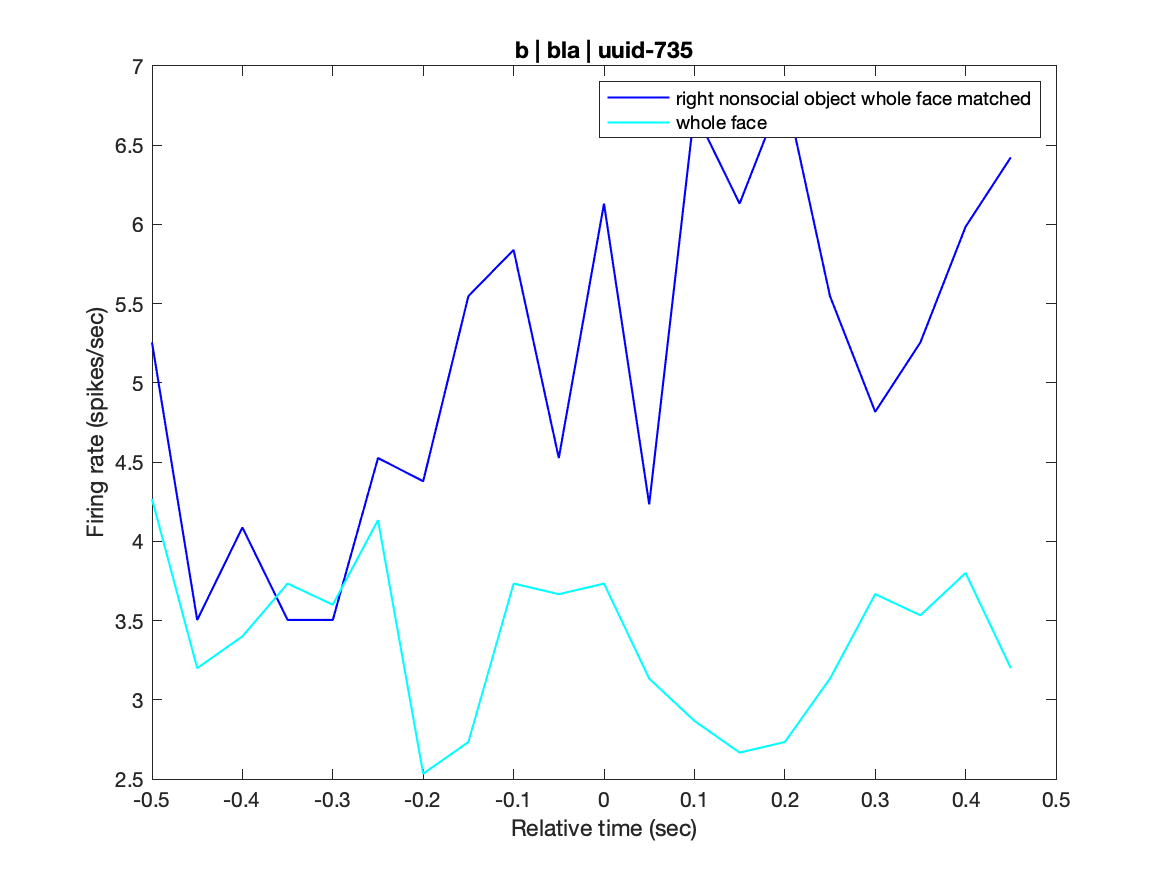 b | bla | uuid-735
right nonsocial object whole face matched
whole face
7
6.5
6
5.5
5
4.5
4
3.5
3
2.5
Firing rate (spikes/sec)
-0.5 -0.4 -0.3 -0.2 -0.1 0 0.1 0.2 0.3 0.4 0.5
Relative time (sec)